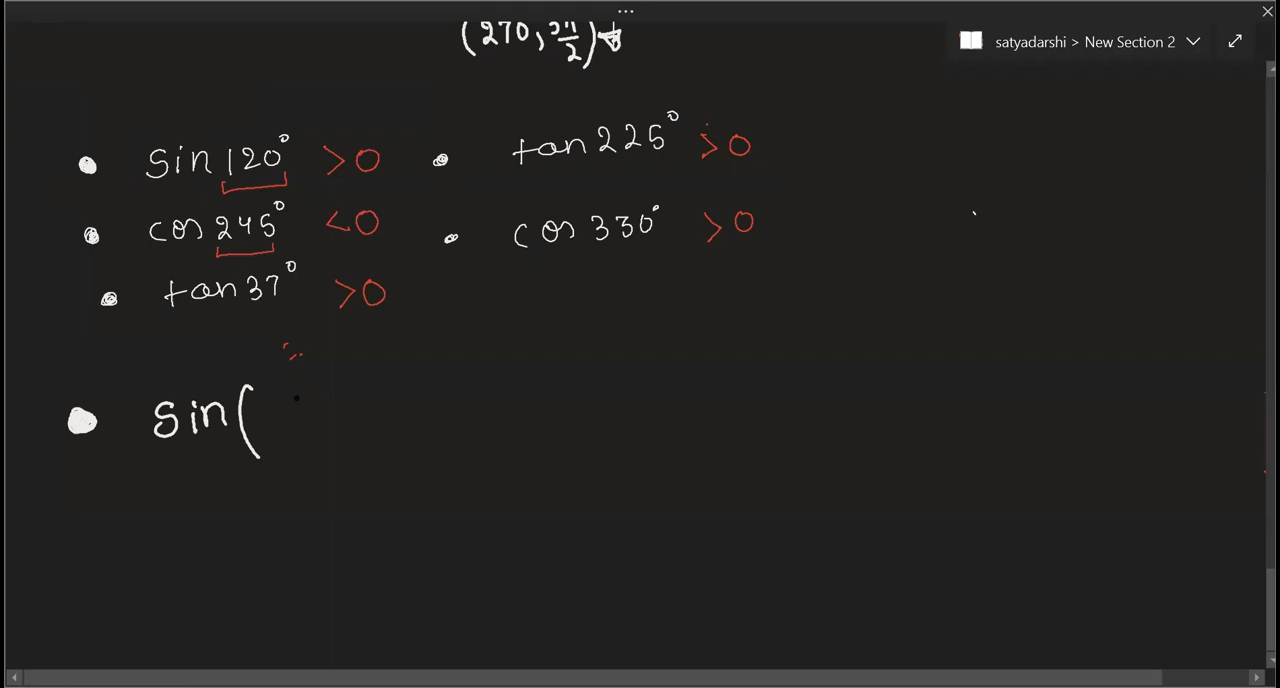 (270, 3π/2)
satyadarshi > New Section 2
• sin 120° > 0
• tan 225° > 0
• cos 245° < 0
• cos 330° > 0
• tan 37° > 0
• sin(